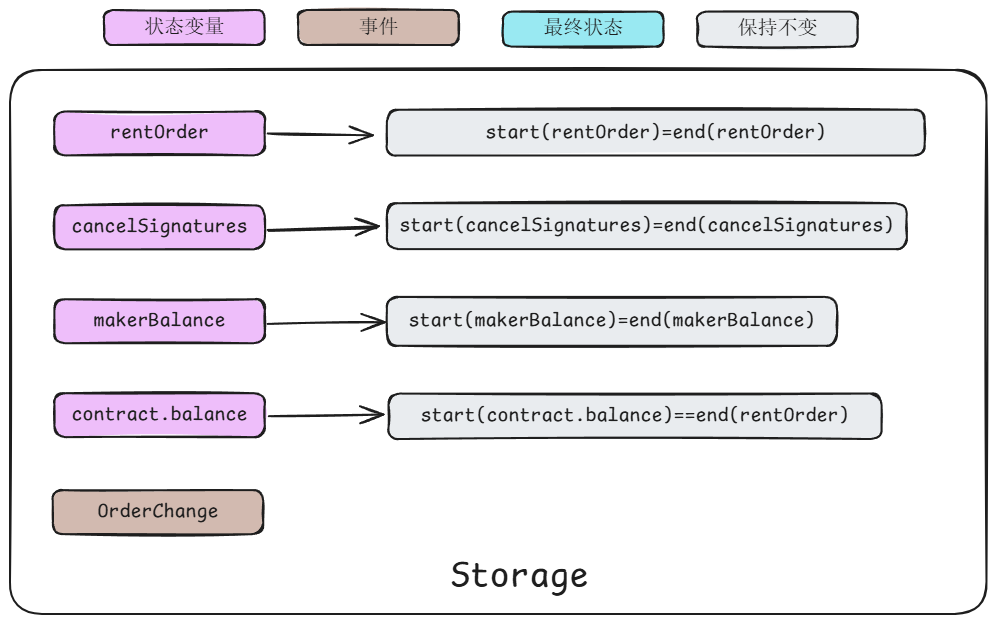 状态变量
事件
最终状态
保持不变
rentOrder
start(rentOrder)=end(rentOrder)
cancelSignatures
start(cancelSignatures)=end(cancelSignatures)
makerBalance
start(makerBalance)=end(makerBalance)
contract.balance
start(contract.balance)==end(rentOrder)
OrderChange
Storage